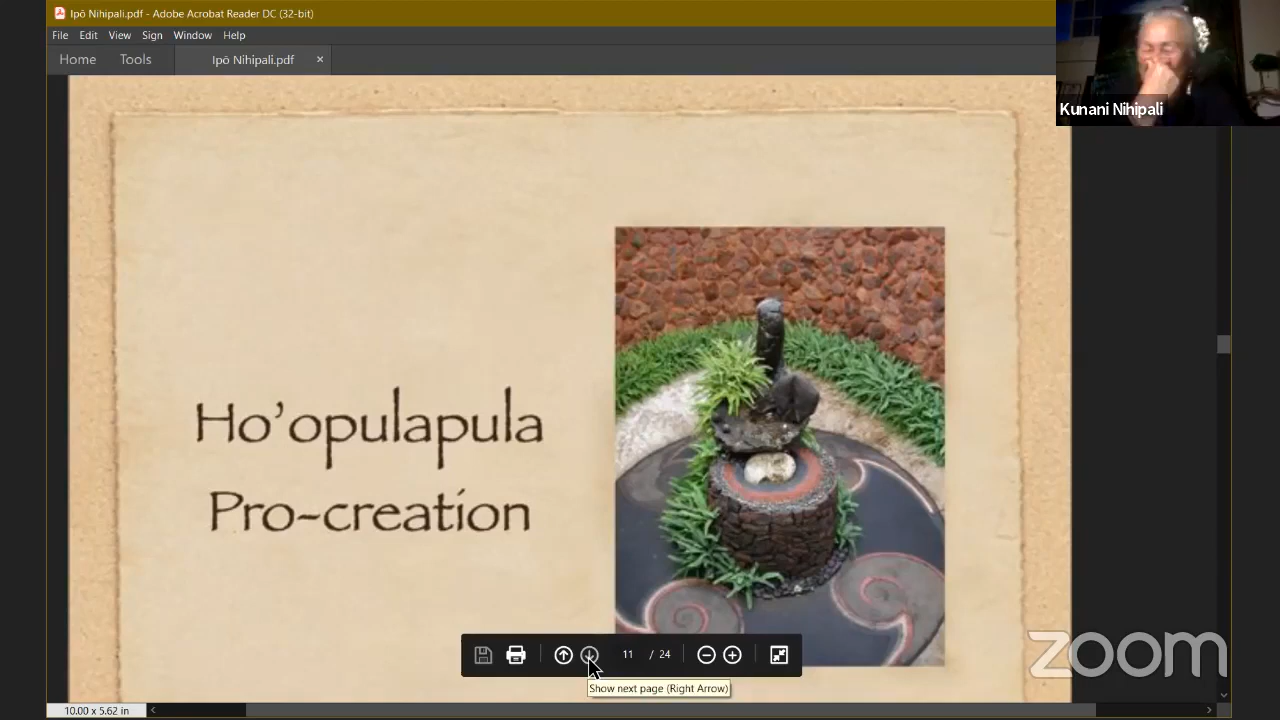 Ipō Nihipali.pdf - Adobe Acrobat Reader DC (32-bit)
File Edit View Sign Window Help
Home Tools Ipō Nihipali.pdf ×
Kunani Nihipali
Ho'opulapula
Pro-creation
11 / 24
Show next page (Right Arrow)
zoom
10.00 x 5.62 in